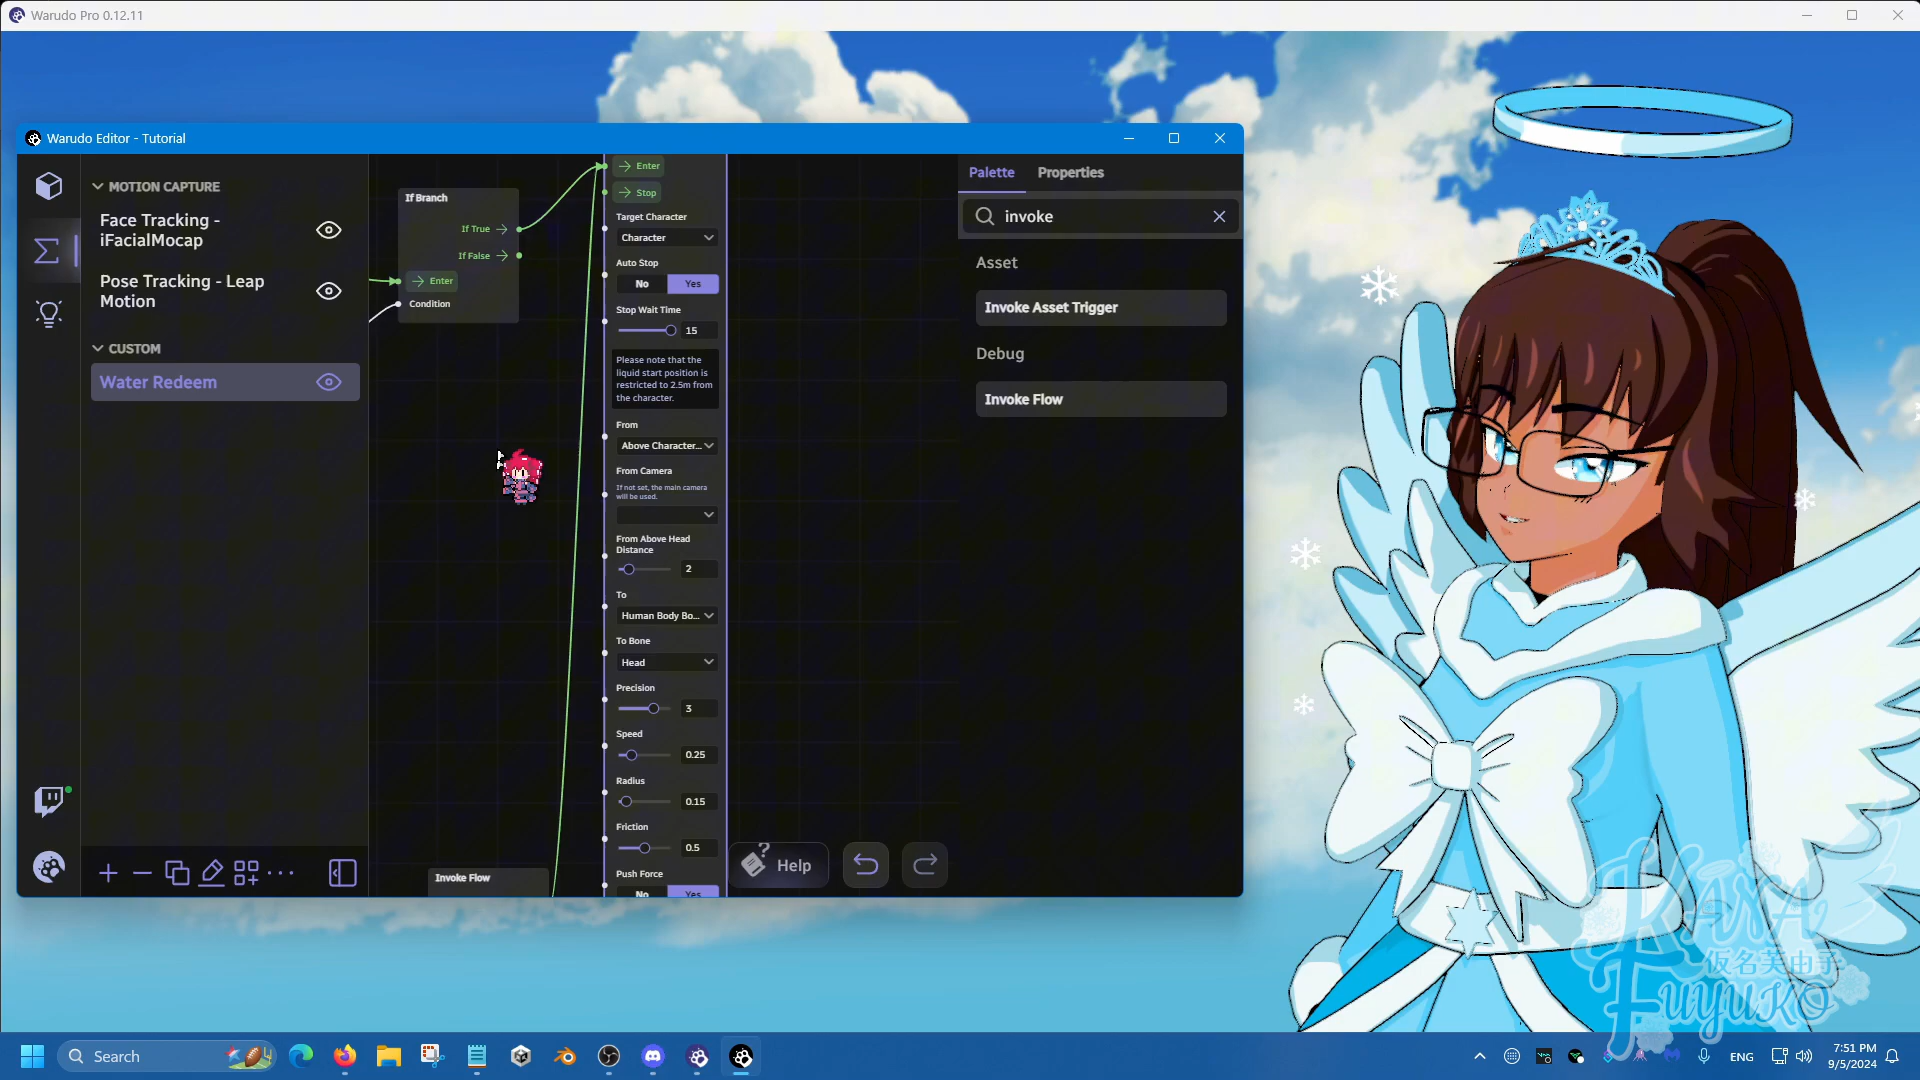 Warudo Pro 0.12.11
Warudo Editor - Tutorial
MOTION CAPTURE
Face Tracking -
iFacialMocap
Pose Tracking - Leap
Motion
CUSTOM
Water Redeem
If Branch
If True
If False
Enter
Condition
Invoke Flow
Enter
Stop
Target Character
Character
Auto Stop
No
Yes
Stop Wait Time
15
Please note that the
liquid start position is
restricted to 2.5m from
the character.
From
Above Character...
From Camera
If not set, the main camera
will be used.
From Above Head
Distance
2
To
Human Body Bo...
To Bone
Head
Precision
3
Speed
0.25
Radius
0.15
Friction
0.5
Push Force
No
Yes
? Help
Palette
Properties
invoke
Asset
Invoke Asset Trigger
Debug
Invoke Flow
KANA
仮名芙由子
FUYUKO
Search
ENG
7:51 PM
9/5/2024